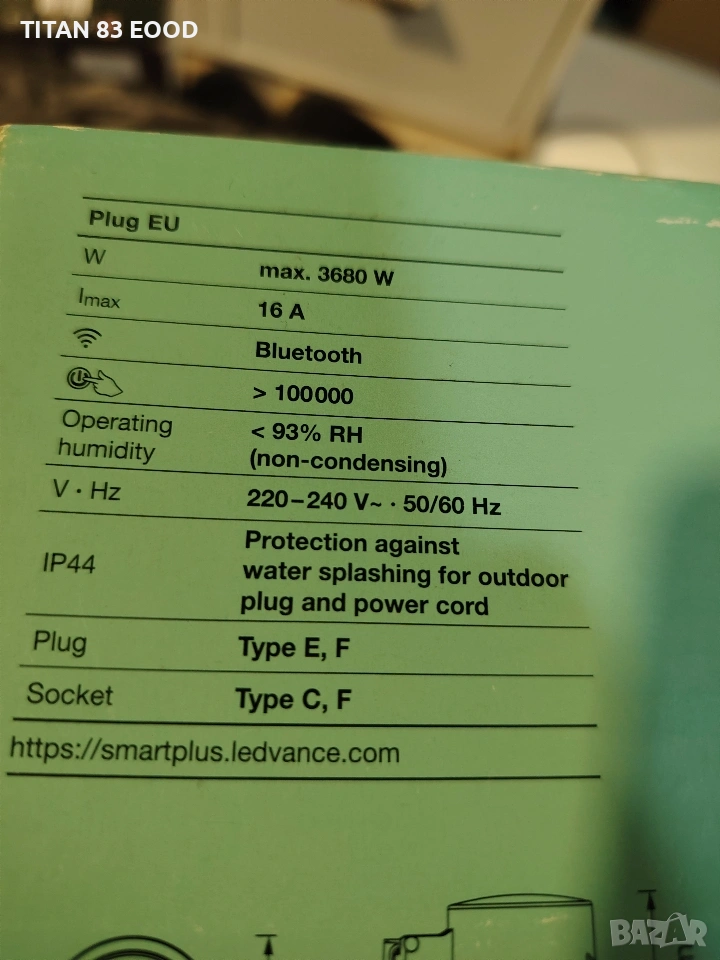 TITAN 83 EOOD
Plug EU
W max. 3680 W
Imax 16 A
Bluetooth
> 100000
Operating humidity < 93% RH
(non-condensing)
V · Hz 220–240 V~ · 50/60 Hz
IP44 Protection against
water splashing for outdoor
plug and power cord
Plug Type E, F
Socket Type C, F
https://smartplus.ledvance.com
BAZAR